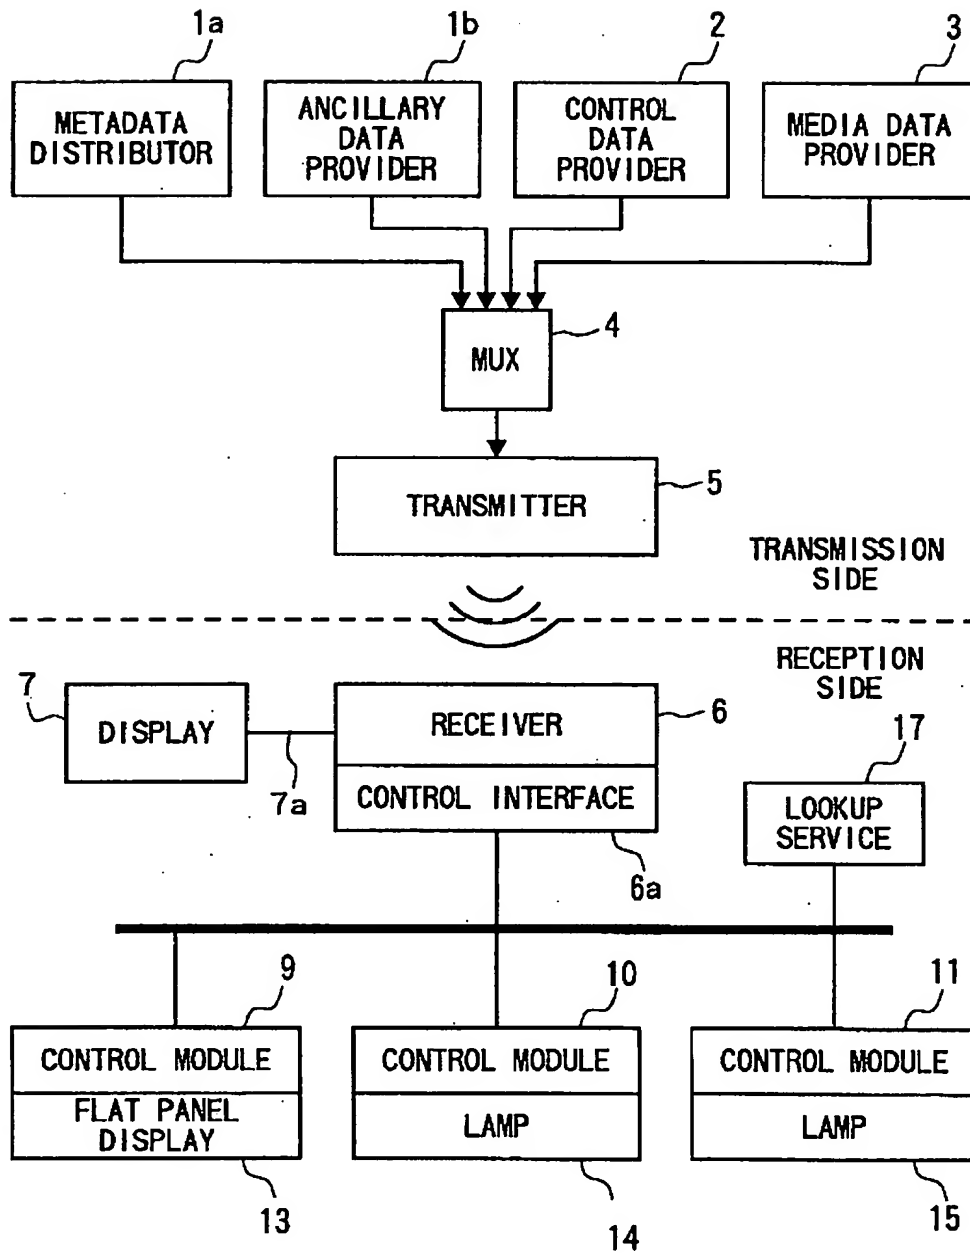 1a
1b
2
3
METADATA
DISTRIBUTOR
ANCILLARY
DATA
PROVIDER
CONTROL
DATA
PROVIDER
MEDIA DATA
PROVIDER
4
MUX
5
TRANSMITTER
TRANSMISSION
SIDE
RECEPTION
SIDE
7
DISPLAY
7a
RECEIVER
6
CONTROL INTERFACE
6a
17
LOOKUP
SERVICE
9
10
11
CONTROL MODULE
FLAT PANEL
DISPLAY
CONTROL MODULE
LAMP
CONTROL MODULE
LAMP
13
14
15